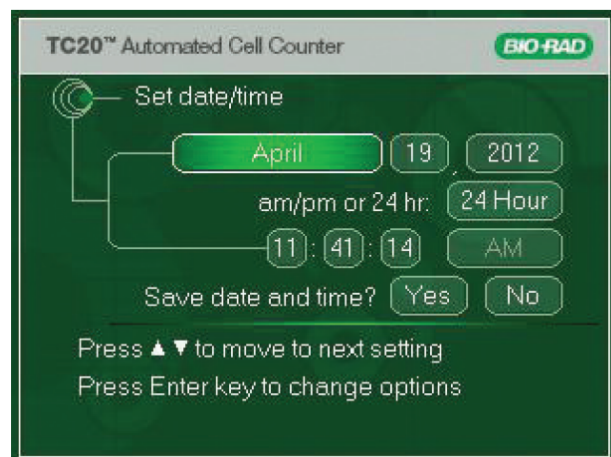 TC20™ Automated Cell Counter BIO-RAD
Set date/time
April 19, 2012
am/pm or 24 hr: 24 Hour
11 : 41 : 14 AM
Save date and time? Yes No
Press ▲ ▼ to move to next setting
Press Enter key to change options